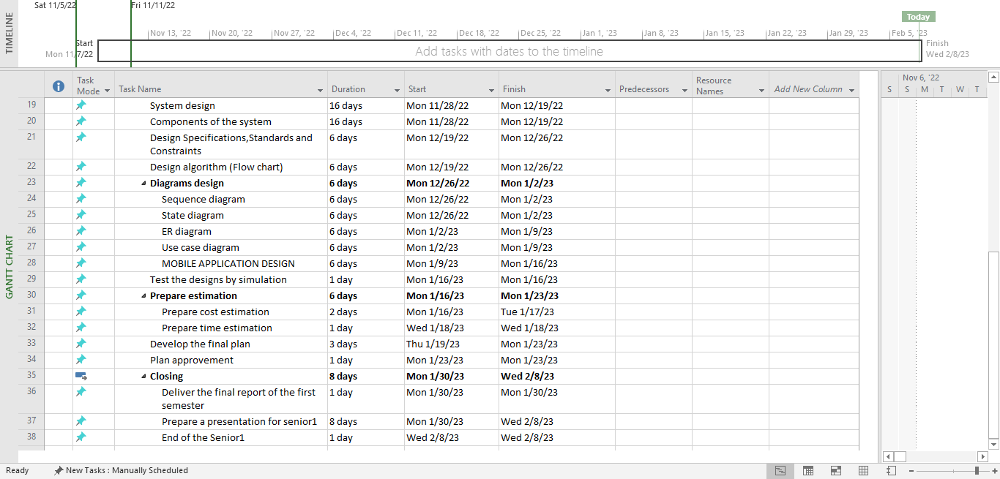 Sat 11/5/22 Fri 11/11/22
Today
Nov 13, '22 Nov 20, '22 Nov 27, '22 Dec 4, '22 Dec 11, '22 Dec 18, '22 Dec 25, '22 Jan 1, '23 Jan 8, '23 Jan 15, '23 Jan 22, '23 Jan 29, '23 Feb 5, '23
TIMELINE
Start
Mon 11/7/22
Add tasks with dates to the timeline
Finish
Wed 2/8/23
GANTT CHART
Task Mode Task Name Duration Start Finish Predecessors Resource Names Add New Column
Nov 6, '22
S S M T W T
19 System design 16 days Mon 11/28/22 Mon 12/19/22
20 Components of the system 16 days Mon 11/28/22 Mon 12/19/22
21 Design Specifications,Standards and 6 days Mon 12/19/22 Mon 12/26/22
Constraints
22 Design algorithm (Flow chart) 6 days Mon 12/19/22 Mon 12/26/22
23 Diagrams design 6 days Mon 12/26/22 Mon 1/2/23
24 Sequence diagram 6 days Mon 12/26/22 Mon 1/2/23
25 State diagram 6 days Mon 12/26/22 Mon 1/2/23
26 ER diagram 6 days Mon 1/2/23 Mon 1/9/23
27 Use case diagram 6 days Mon 1/2/23 Mon 1/9/23
28 MOBILE APPLICATION DESIGN 6 days Mon 1/9/23 Mon 1/16/23
29 Test the designs by simulation 1 day Mon 1/16/23 Mon 1/16/23
30 Prepare estimation 6 days Mon 1/16/23 Mon 1/23/23
31 Prepare cost estimation 2 days Mon 1/16/23 Tue 1/17/23
32 Prepare time estimation 1 day Wed 1/18/23 Wed 1/18/23
33 Develop the final plan 3 days Thu 1/19/23 Mon 1/23/23
34 Plan approvement 1 day Mon 1/23/23 Mon 1/23/23
35 Closing 8 days Mon 1/30/23 Wed 2/8/23
36 Deliver the final report of the first 1 day Mon 1/30/23 Mon 1/30/23
semester
37 Prepare a presentation for senior1 8 days Mon 1/30/23 Wed 2/8/23
38 End of the Senior1 1 day Wed 2/8/23 Wed 2/8/23
Ready New Tasks : Manually Scheduled